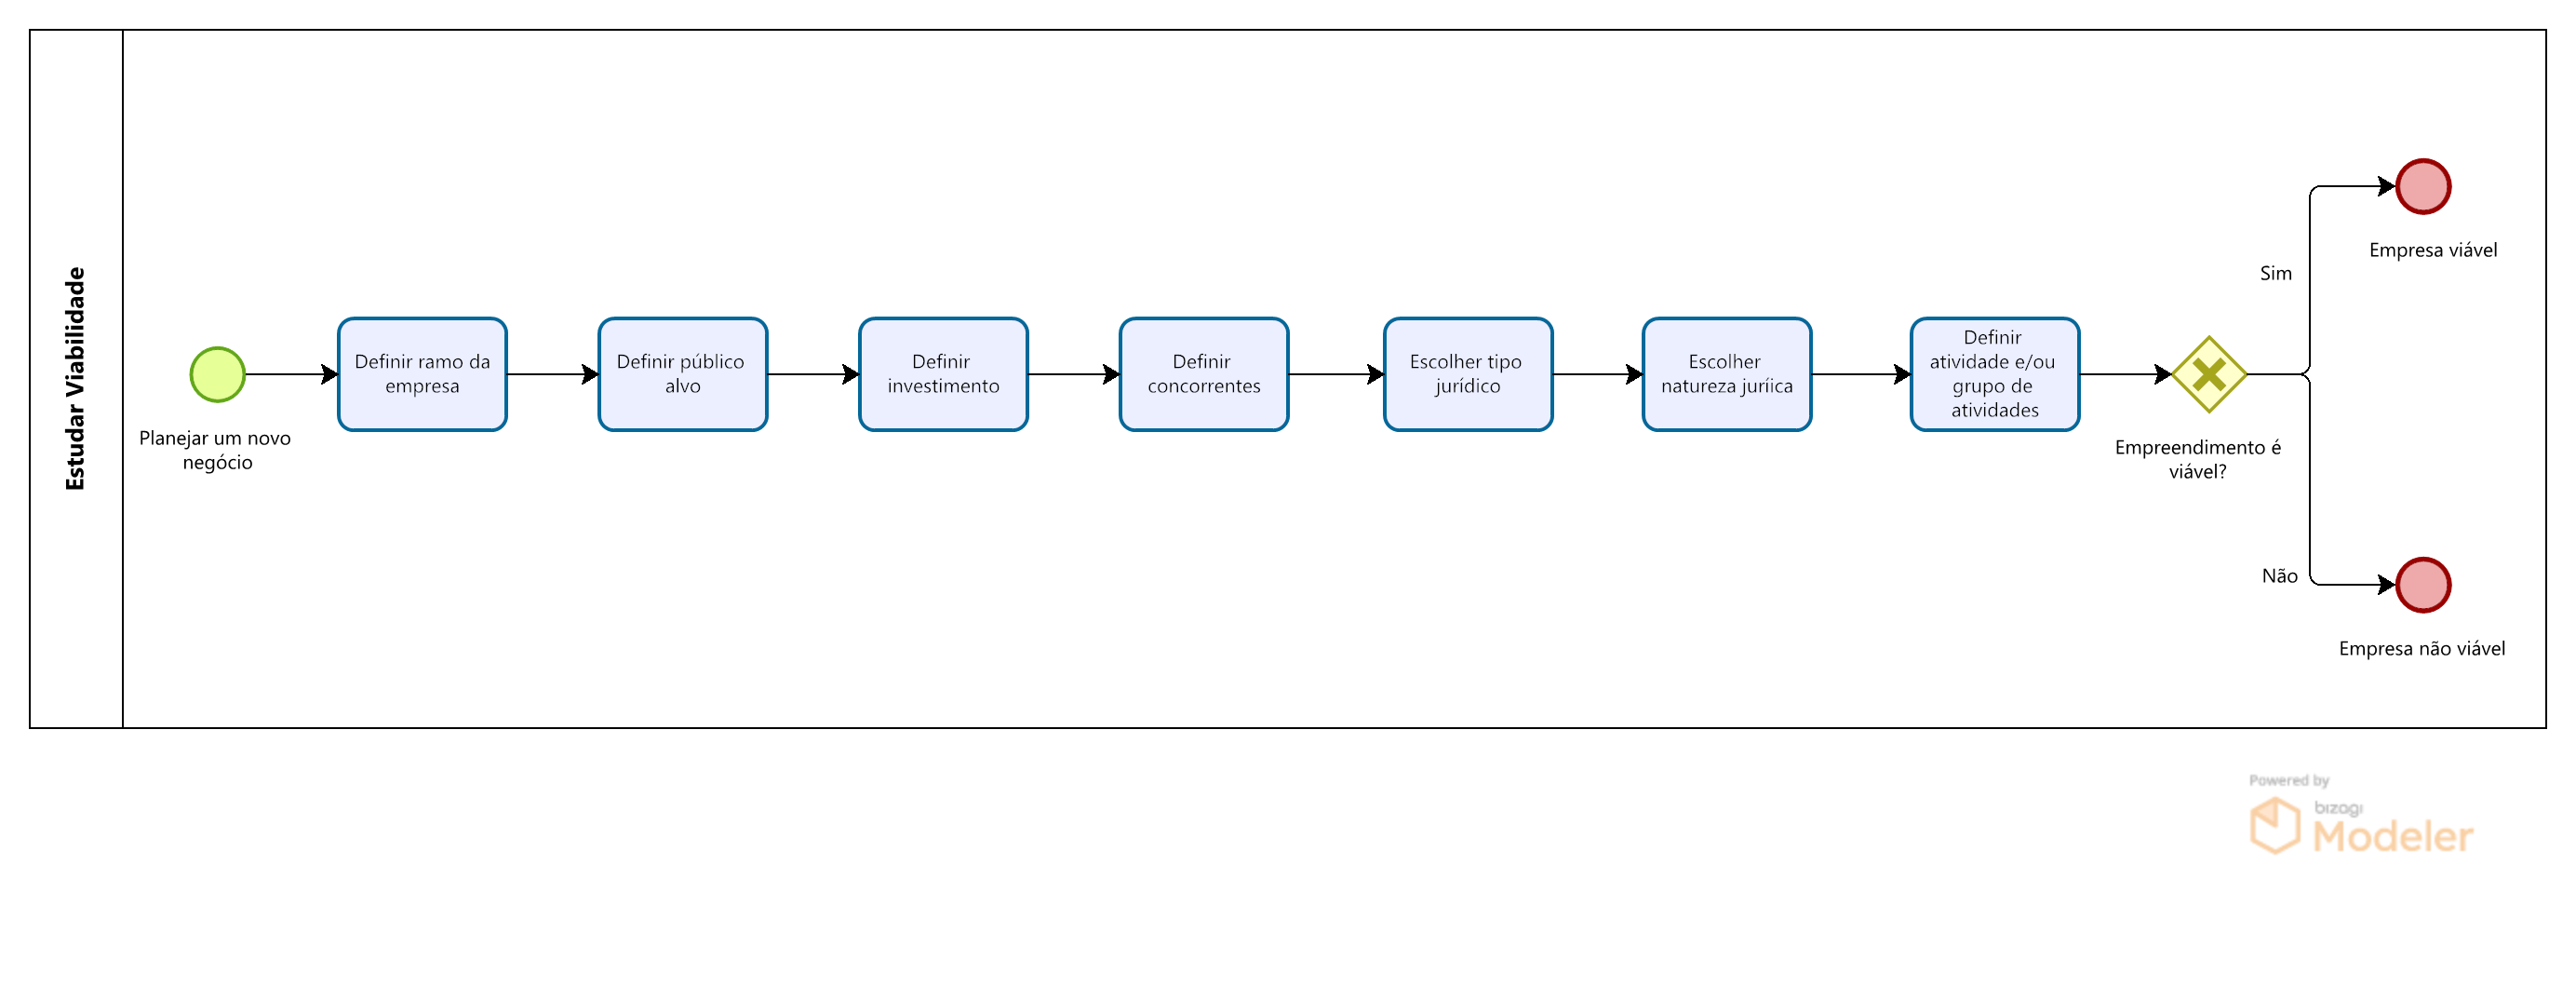 Estudar Viabilidade
Planejar um novo
negócio
Definir ramo da
empresa
Definir público
alvo
Definir
investimento
Definir
concorrentes
Escolher tipo
jurídico
Escolher
natureza juríica
Definir
atividade e/ou
grupo de
atividades
Empreendimento é
viável?
Sim
Empresa viável
Não
Empresa não viável
Powered by
bizagi
Modeler